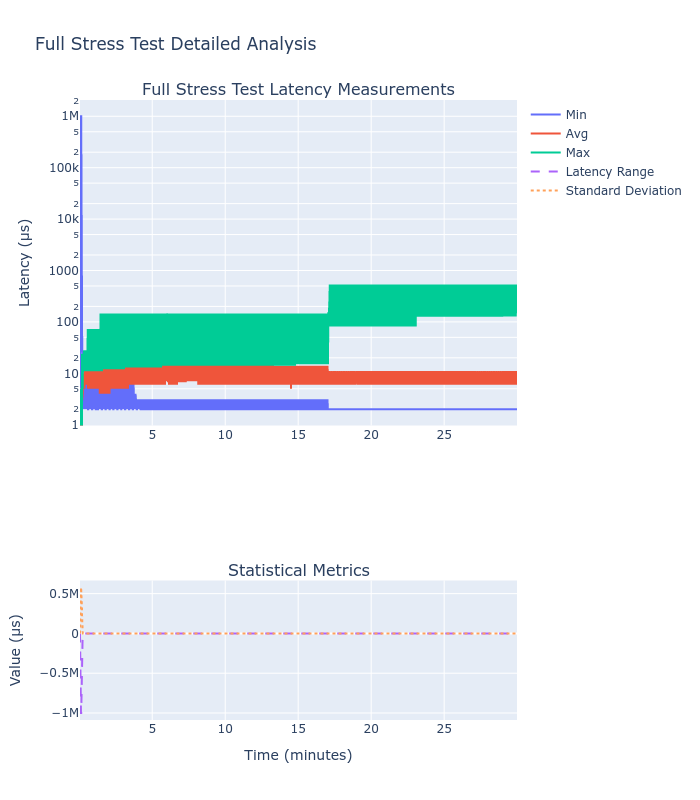 Full Stress Test Detailed Analysis
Full Stress Test Latency Measurements
2
1M
5
2
100k
5
2
10k
5
2
1000
5
2
100
5
2
10
5
2
1
Latency (μs)
5
10
15
20
25
Min
Avg
Max
Latency Range
Standard Deviation
Statistical Metrics
0.5M
0
−0.5M
−1M
Value (μs)
5
10
15
20
25
Time (minutes)